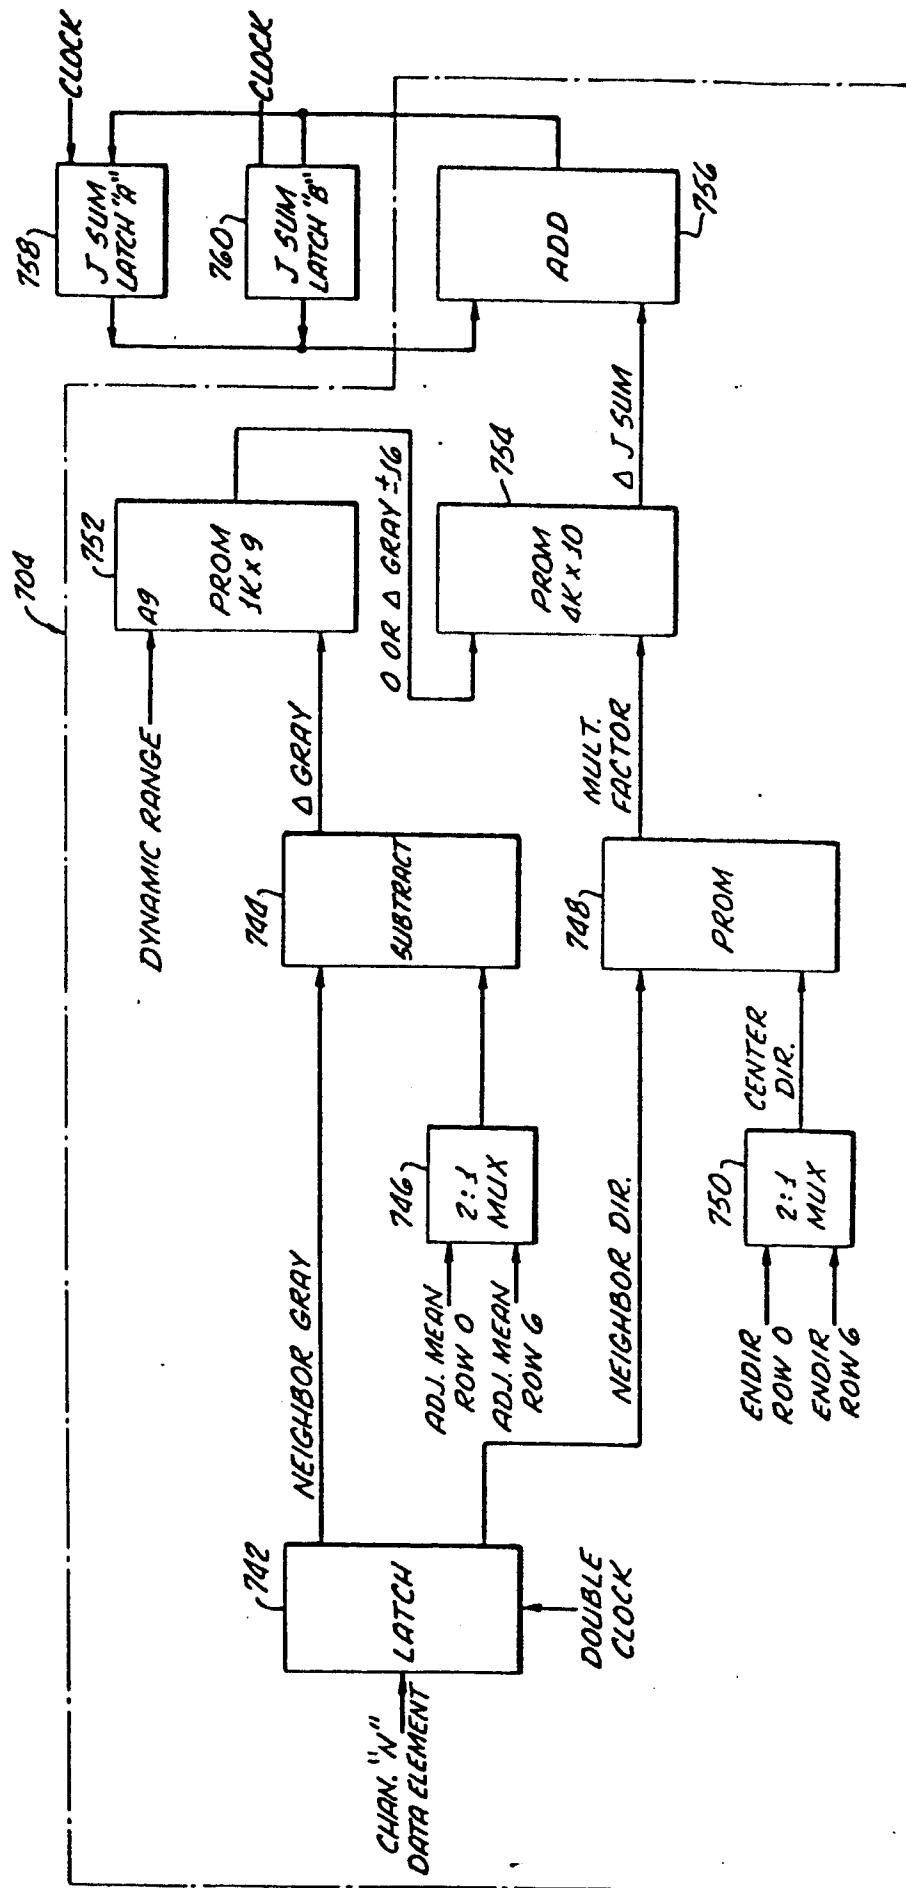 704
CHAN. "N"
DATA ELEMENT
742
LATCH
DOUBLE
CLOCK
NEIGHBOR GRAY
NEIGHBOR DIR.
ADJ. MEAN
ROW 0
ADJ. MEAN
ROW 6
746
2:1
MUX
ENDIR
ROW 0
ENDIR
ROW 6
750
2:1
MUX
CENTER
DIR.
744
SUBTRACT
748
PROM
DYNAMIC RANGE
Δ GRAY
MULT.
FACTOR
752
A9
PROM
1K x 9
0 OR Δ GRAY ±16
754
PROM
4K x 10
Δ J SUM
758
J SUM
LATCH "A"
CLOCK
760
J SUM
LATCH "B"
CLOCK
ADD
756